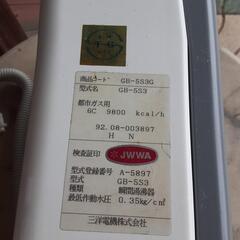 商品コード GB-5S3G
型式名 GB-5S3
都市ガス用
6C 9800 kcal/h
92.08-003897
H N
検査証印 JWWA
型式登録番号 A-5897
型式 GB-5S3
種類 瞬間湯沸器
最低作動水圧 0.35kg/c㎡
三洋電機株式会社